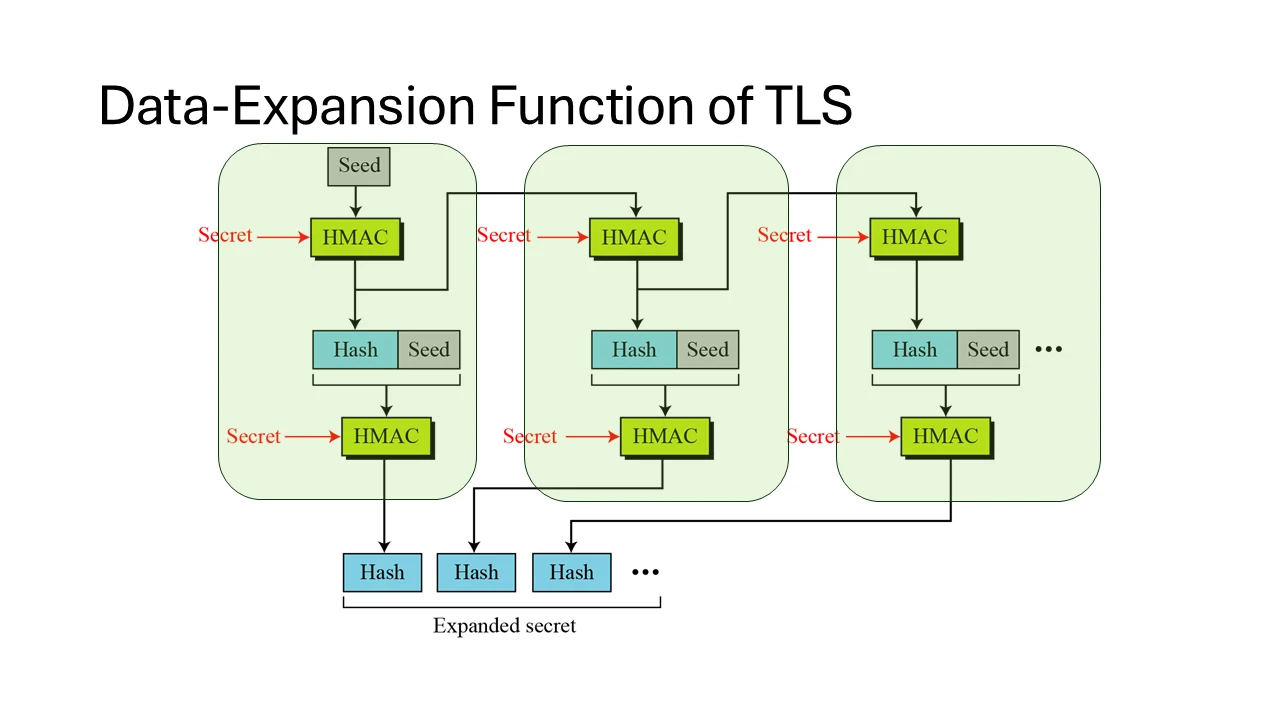 Data-Expansion Function of TLS
Seed
Secret HMAC Secret HMAC Secret HMAC
Hash Seed Hash Seed Hash Seed •••
Secret HMAC Secret HMAC Secret HMAC
Hash Hash Hash •••
Expanded secret